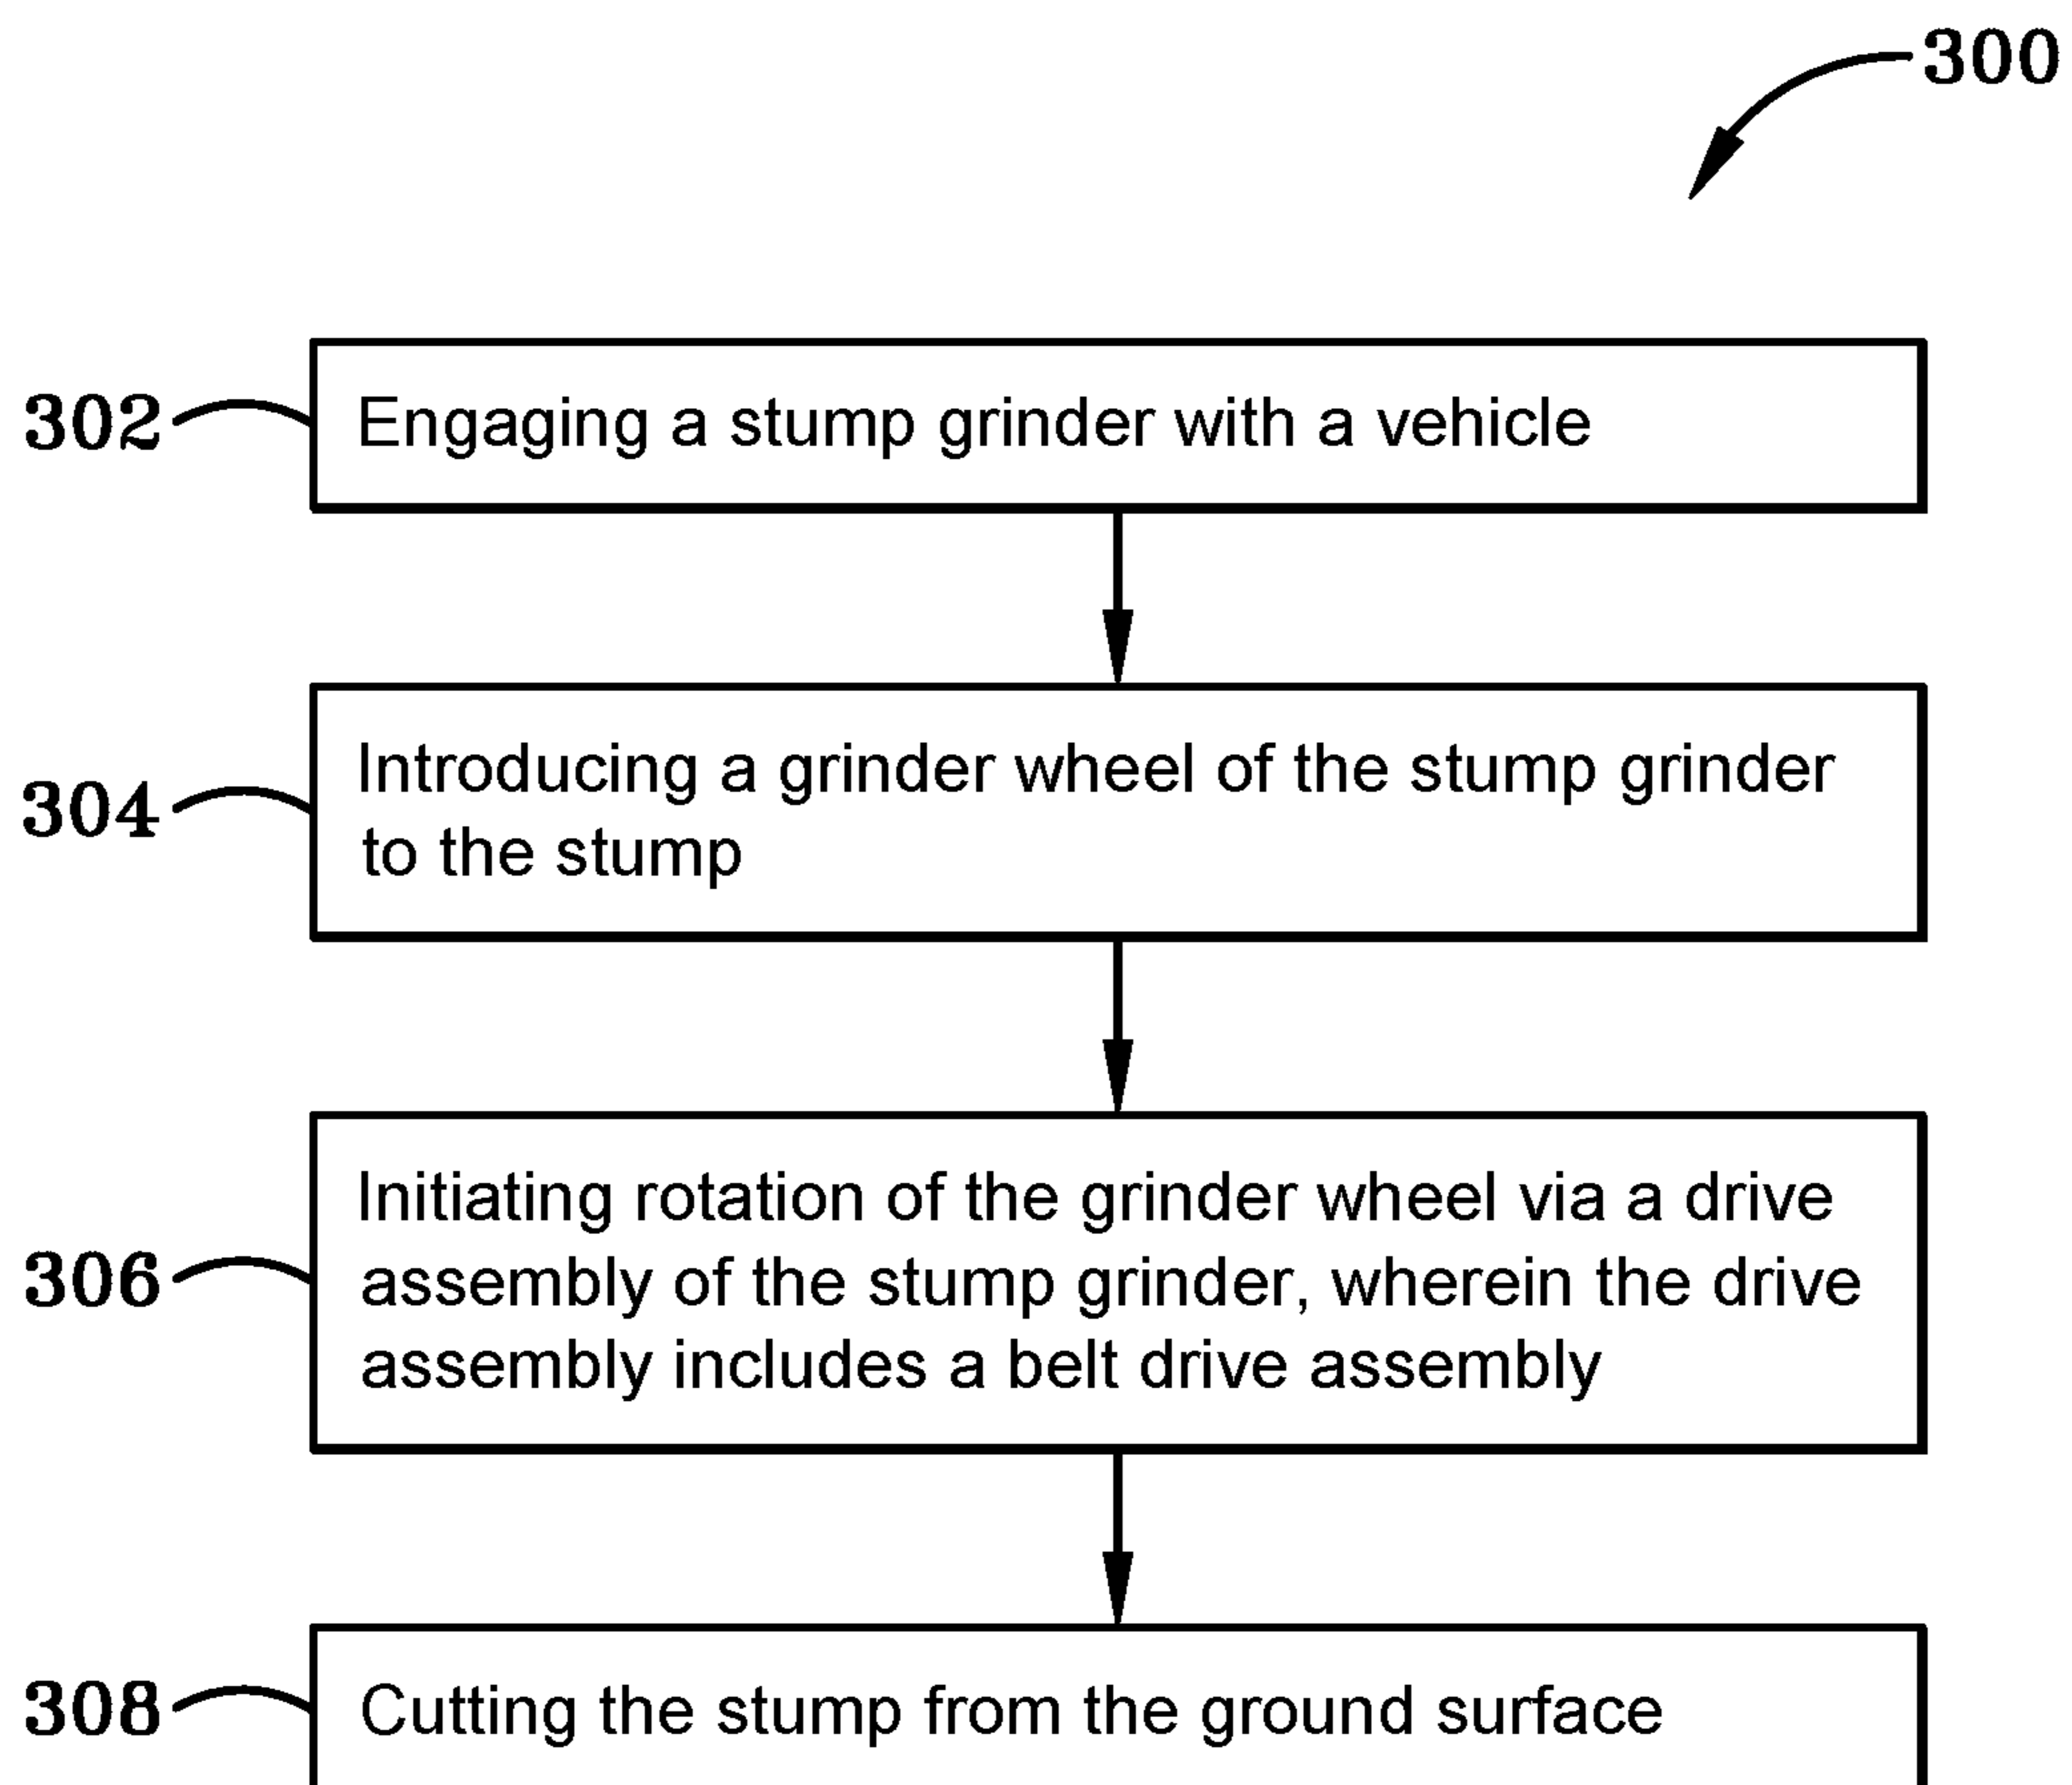 300
302
Engaging a stump grinder with a vehicle
304
Introducing a grinder wheel of the stump grinder
to the stump
306
Initiating rotation of the grinder wheel via a drive
assembly of the stump grinder, wherein the drive
assembly includes a belt drive assembly
308
Cutting the stump from the ground surface